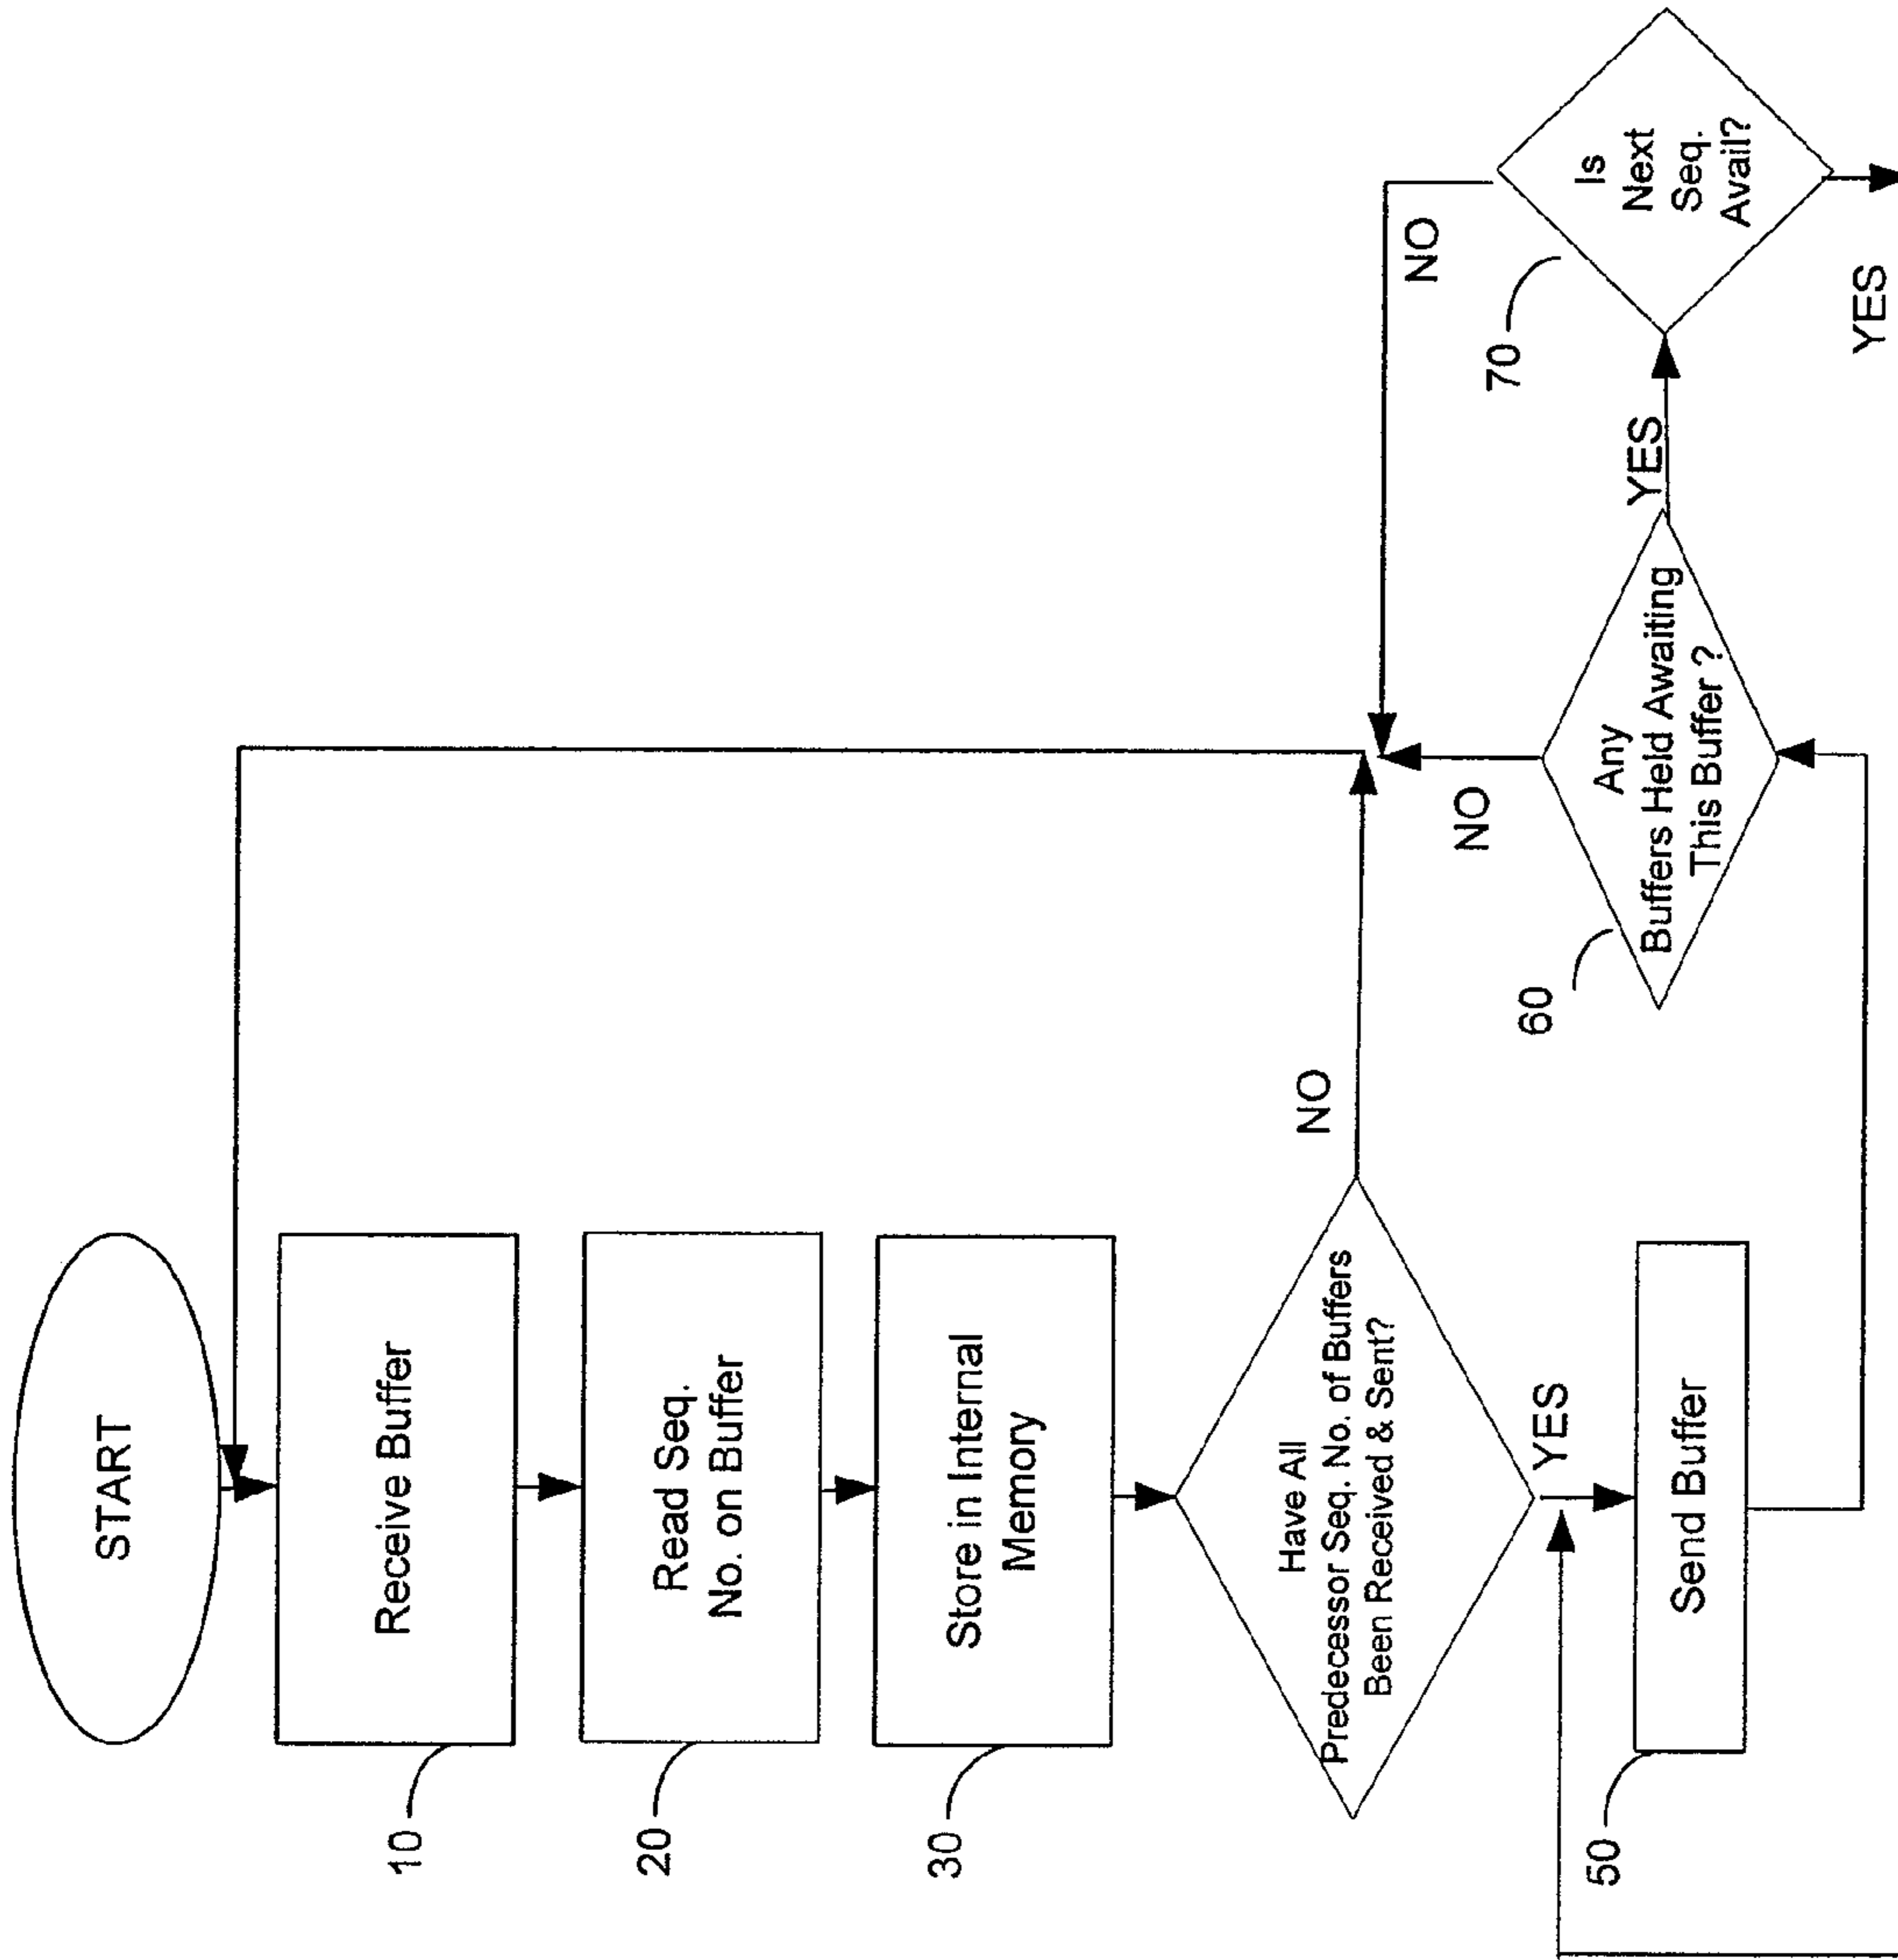 START
Receive Buffer
10
Read Seq.
No. on Buffer
20
Store in Internal
Memory
30
Have All
Predecessor Seq. No. of Buffers
Been Received & Sent?
NO
YES
Send Buffer
50
Any
Buffers Held Awaiting
This Buffer ?
60
NO
YES
Is
Next
Seq.
Avail?
70
NO
YES